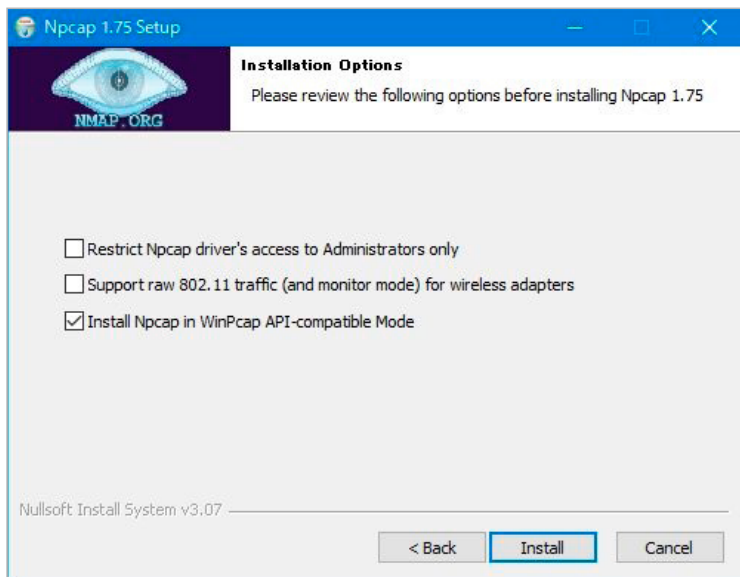 Npcap 1.75 Setup
NMAP.ORG
Installation Options
Please review the following options before installing Npcap 1.75
Restrict Npcap driver's access to Administrators only
Support raw 802.11 traffic (and monitor mode) for wireless adapters
Install Npcap in WinPcap API-compatible Mode
Nullsoft Install System v3.07
< Back
Install
Cancel